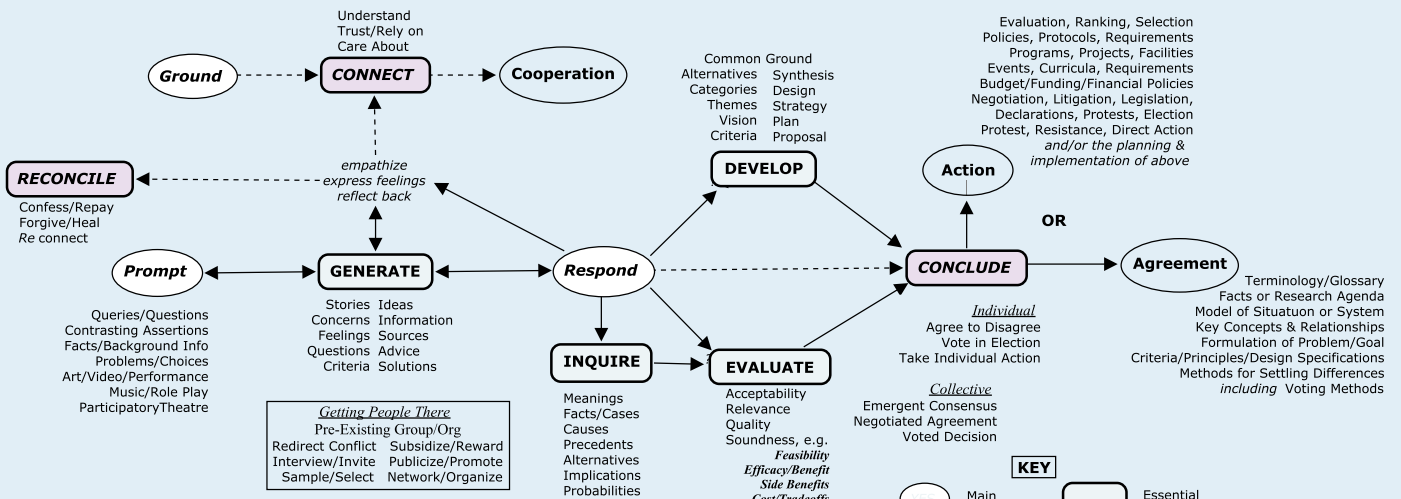 Understand
Trust/Rely on
Care About
Ground
CONNECT
Cooperation
Common Ground
Alternatives Synthesis
Categories Design
Themes Strategy
Vision Plan
Criteria Proposal
DEVELOP
Evaluation, Ranking, Selection
Policies, Protocols, Requirements
Programs, Projects, Facilities
Events, Curricula, Requirements
Budget/Funding/Financial Policies
Negotiation, Litigation, Legislation,
Declarations, Protests, Election
Protest, Resistance, Direct Action
and/or the planning &
implementation of above
Action
OR
RECONCILE
Confess/Repay
Forgive/Heal
Re connect
empathize
express feelings
reflect back
Prompt
GENERATE
Respond
CONCLUDE
Agreement
Queries/Questions
Contrasting Assertions
Facts/Background Info
Problems/Choices
Art/Video/Performance
Music/Role Play
ParticipatoryTheatre
Stories Ideas
Concerns Information
Feelings Sources
Questions Advice
Criteria Solutions
INQUIRE
Meanings
Facts/Cases
Causes
Precedents
Alternatives
Implications
Probabilities
EVALUATE
Acceptability
Relevance
Quality
Soundness, e.g.
Feasibility
Efficacy/Benefit
Side Benefits
Cost/Tradeoffs
Individual
Agree to Disagree
Vote in Election
Take Individual Action
Collective
Emergent Consensus
Negotiated Agreement
Voted Decision
Terminology/Glossary
Facts or Research Agenda
Model of Situatuon or System
Key Concepts & Relationships
Formulation of Problem/Goal
Criteria/Principles/Design Specifications
Methods for Settling Differences
including Voting Methods
Getting People There
Pre-Existing Group/Org
Redirect Conflict Subsidize/Reward
Interview/Invite Publicize/Promote
Sample/Select Network/Organize
KEY
Main
Essential